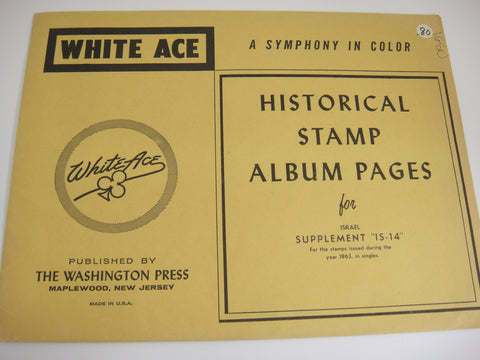 WHITE ACE
A SYMPHONY IN COLOR
80
HISTORICAL
STAMP
ALBUM PAGES
for
ISRAEL
SUPPLEMENT "IS-14"
For the stamps issued during the
year 1963, in singles.
White Ace
PUBLISHED BY
THE WASHINGTON PRESS
MAPLEWOOD, NEW JERSEY
MADE IN U.S.A.